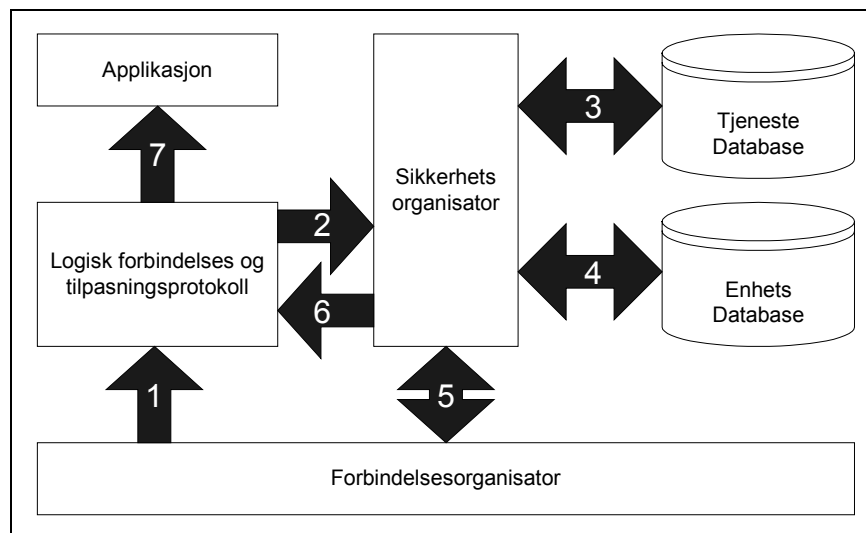 Applikasjon
7
Logisk forbindelses og
tilpasningsprotokoll
1
2
6
Sikkerhets
organisator
3
4
5
Tjeneste
Database
Enhets
Database
Forbindelsesorganisator